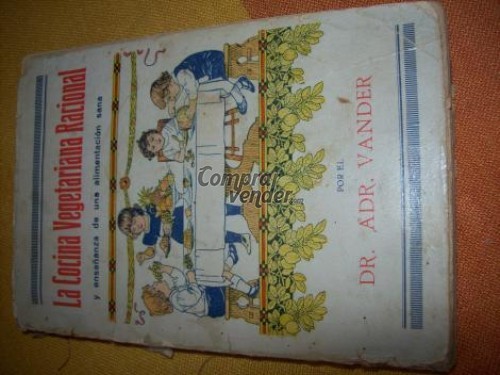 La Cocina Vegetariana Racional
y enseñanza de una alimentación sana
Comprar
Vender
POR EL
DR. ADR. VANDER